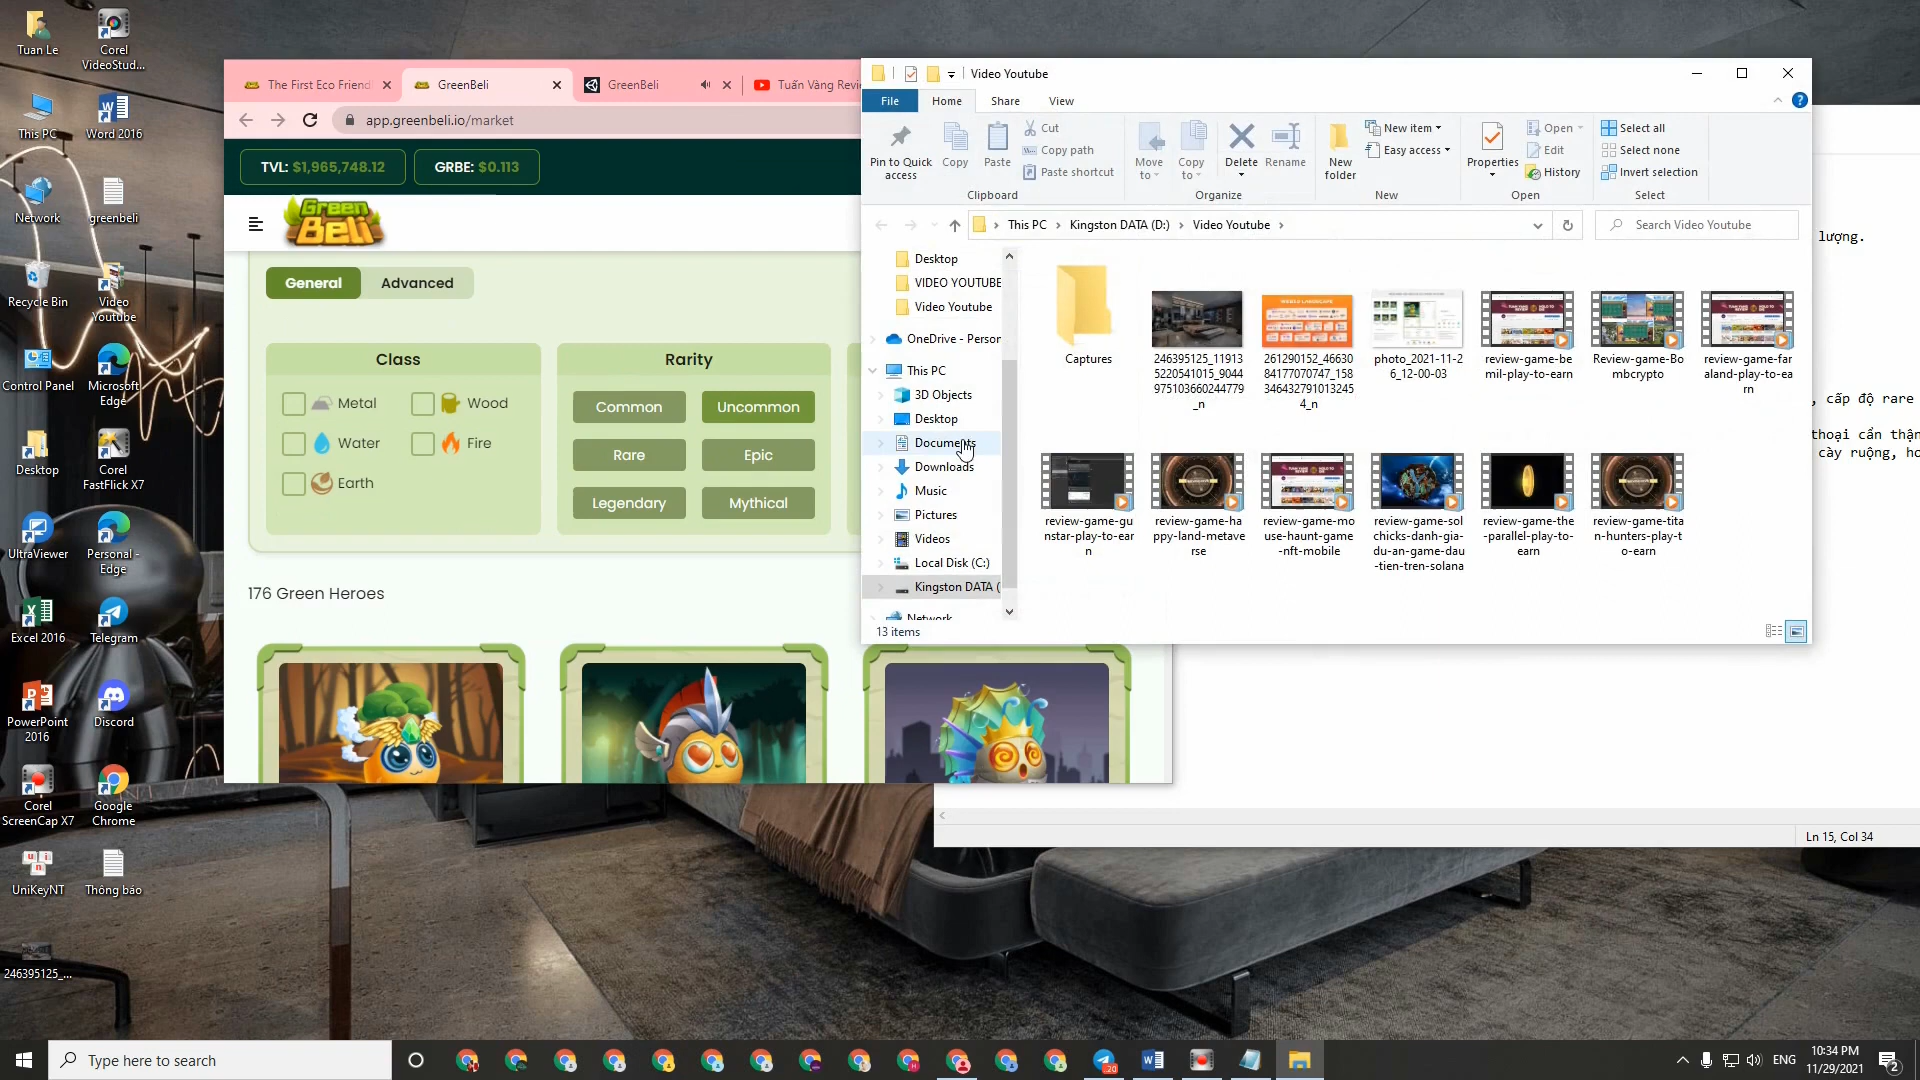 Tuan Le
Corel VideoStud...
This PC
Word 2016
Network
greenbeli
Recycle Bin
Video Youtube
Control Panel
Microsoft Edge
Desktop
Corel FastFlick X7
UltraViewer
Personal - Edge
Excel 2016
Telegram
PowerPoint 2016
Discord
Corel ScreenCap X7
Google Chrome
UniKeyNT
Thông báo
246395125_...
The First Eco Friend
GreenBeli
GreenBeli
Tuấn Vàng Revi
app.greenbeli.io/market
TVL: $1,965,748.12
GRBE: $0.113
Green Beli
General
Advanced
Class
Metal
Wood
Water
Fire
Earth
Rarity
Common
Uncommon
Rare
Epic
Legendary
Mythical
176 Green Heroes
Video Youtube
File
Home
Share
View
Pin to Quick access
Copy
Paste
Cut
Copy path
Paste shortcut
Clipboard
Move to
Copy to
Delete
Rename
Organize
New folder
New item
Easy access
New
Properties
Open
Edit
History
Open
Select all
Select none
Invert selection
Select
This PC
Kingston DATA (D:)
Video Youtube
Search Video Youtube
Desktop
VIDEO YOUTUBE
Video Youtube
OneDrive - Person
This PC
3D Objects
Desktop
Documents
Downloads
Music
Pictures
Videos
Local Disk (C:)
Kingston DATA (
Network
Captures
246395125_11913
5220541015_9044
975103660244779
_n
261290152_46630
84177070747_158
346432791013245
4_n
photo_2021-11-2
6_12-00-03
review-game-be
mil-play-to-earn
Review-game-Bo
mbcrypto
review-game-far
aland-play-to-ea
rn
review-game-gu
nstar-play-to-ear
n
review-game-ha
ppy-land-metave
rse
review-game-mo
use-haunt-game
-nft-mobile
review-game-sol
chicks-danh-gia-
du-an-game-dau
-tien-tren-solana
review-game-the
-parallel-play-to-
earn
review-game-tita
n-hunters-play-t
o-earn
13 items
lượng.
, cấp độ rare
thoại cẩn thận
cày ruộng, ho
Ln 15, Col 34
Type here to search
20
ENG
10:34 PM
11/29/2021
2